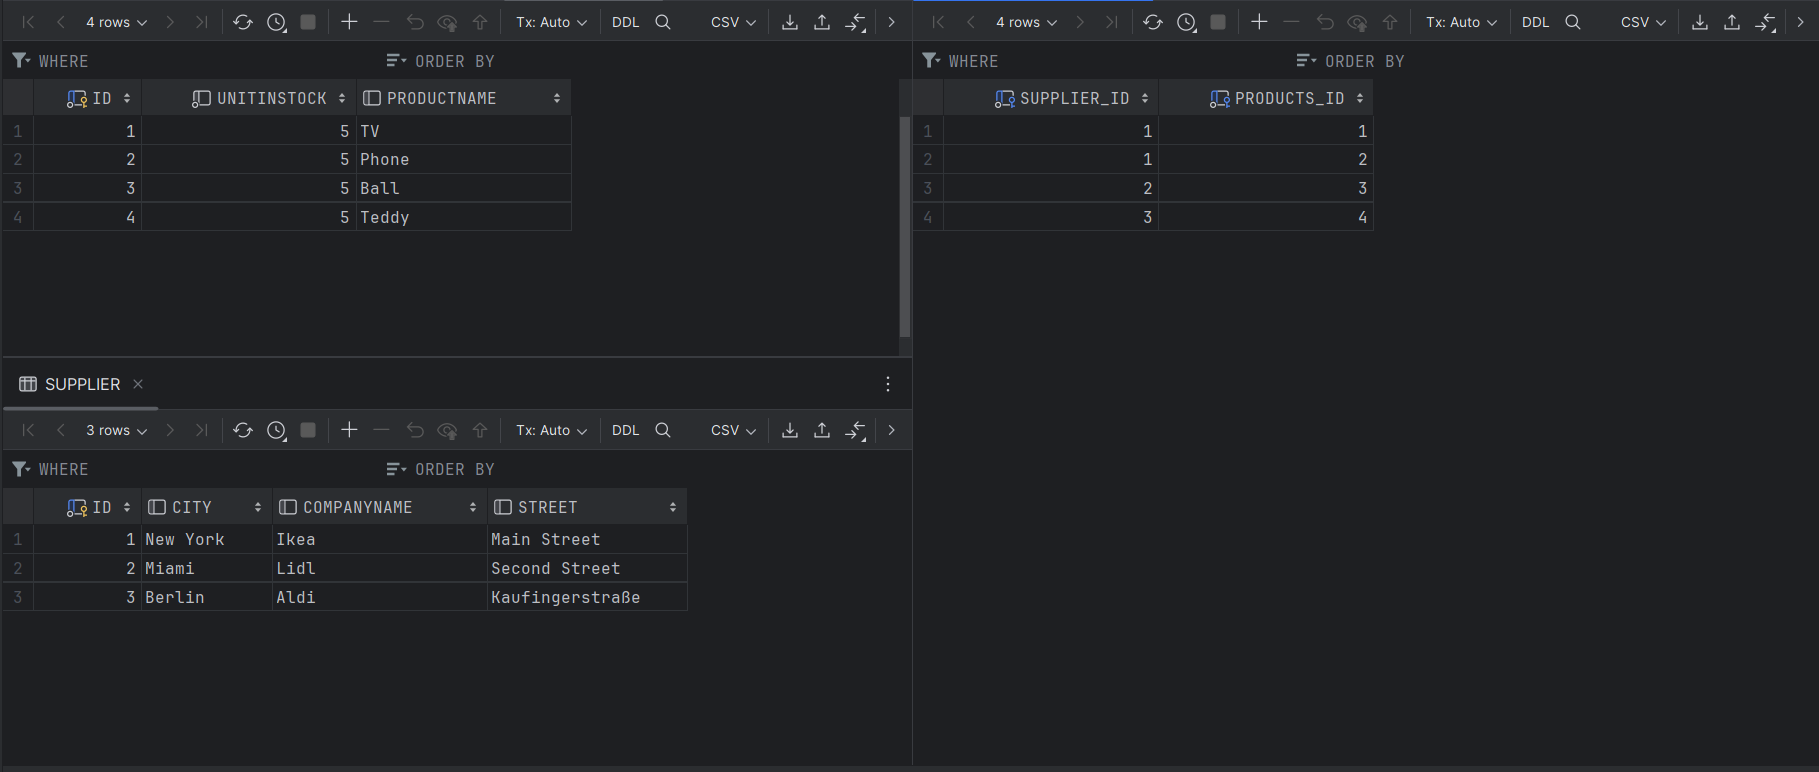 4 rows Tx: Auto DDL CSV
WHERE ORDER BY
ID UNITINSTOCK PRODUCTNAME
1 1 5 TV
2 2 5 Phone
3 3 5 Ball
4 4 5 Teddy
SUPPLIER
3 rows Tx: Auto DDL CSV
WHERE ORDER BY
ID CITY COMPANYNAME STREET
1 1 New York Ikea Main Street
2 2 Miami Lidl Second Street
3 3 Berlin Aldi Kaufingerstraße
4 rows Tx: Auto DDL CSV
WHERE ORDER BY
SUPPLIER_ID PRODUCTS_ID
1 1 1
2 1 2
3 2 3
4 3 4